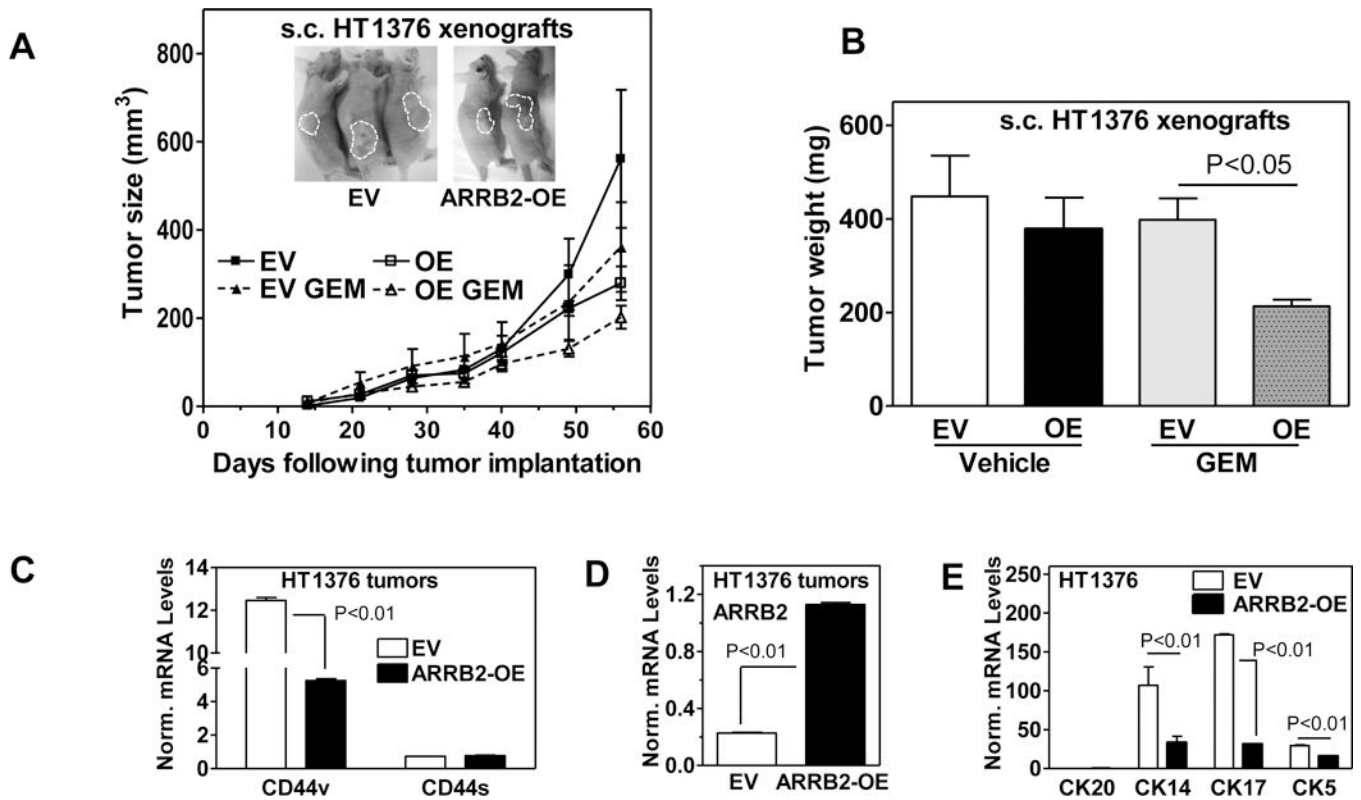 A
s.c. HT1376 xenografts
Tumor size (mm³)
800
600
400
200
0
EV
ARRB2-OE
EV
OE
EV GEM
OE GEM
0 10 20 30 40 50 60
Days following tumor implantation
B
s.c. HT1376 xenografts
Tumor weight (mg)
600
400
200
0
P<0.05
EV OE EV OE
Vehicle GEM
C
HT1376 tumors
Norm. mRNA Levels
14
12
10
6
4
2
0
P<0.01
EV
ARRB2-OE
CD44v CD44s
D
HT1376 tumors
ARRB2
Norm. mRNA Levels
1.2
0.8
0.4
0.0
P<0.01
EV ARRB2-OE
E
HT1376
Norm. mRNA Levels
250
200
150
100
50
0
EV
ARRB2-OE
P<0.01
P<0.01
P<0.01
CK20 CK14 CK17 CK5